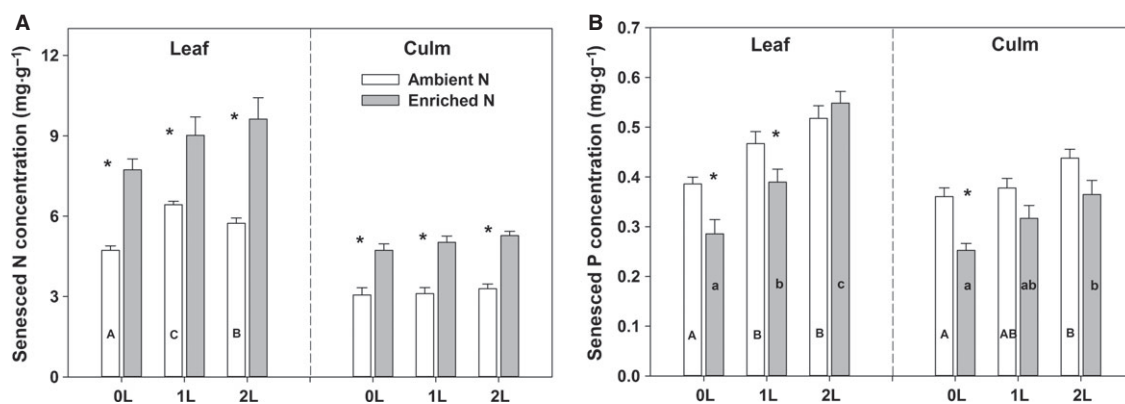 A
Senesced N concentration (mg·g⁻¹)
12
9
6
3
0
Leaf
Culm
Ambient N
Enriched N
*
*
*
*
*
*
A
C
B
0L
1L
2L
0L
1L
2L
B
Senesced P concentration (mg·g⁻¹)
0.7
0.6
0.5
0.4
0.3
0.2
0.1
0.0
Leaf
Culm
*
*
*
a
b
c
a
ab
b
A
B
B
A
AB
B
0L
1L
2L
0L
1L
2L